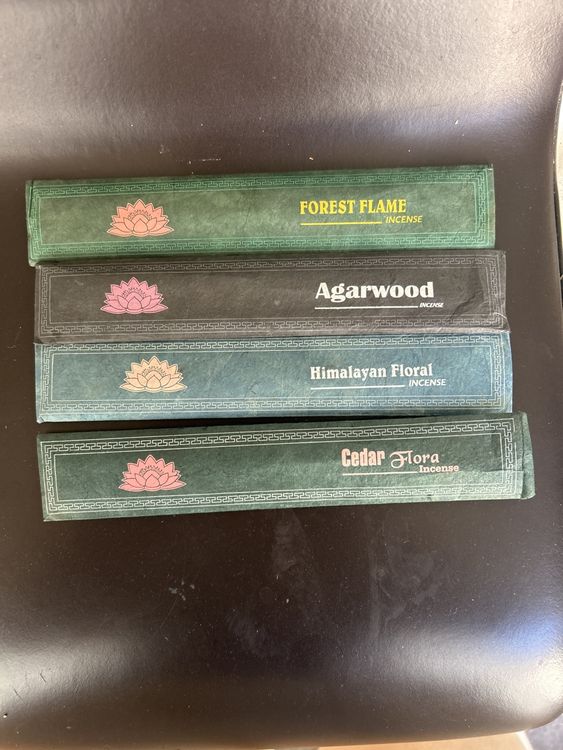 FOREST FLAME
INCENSE
Agarwood
INCENSE
Himalayan Floral
INCENSE
Cedar Flora
Incense